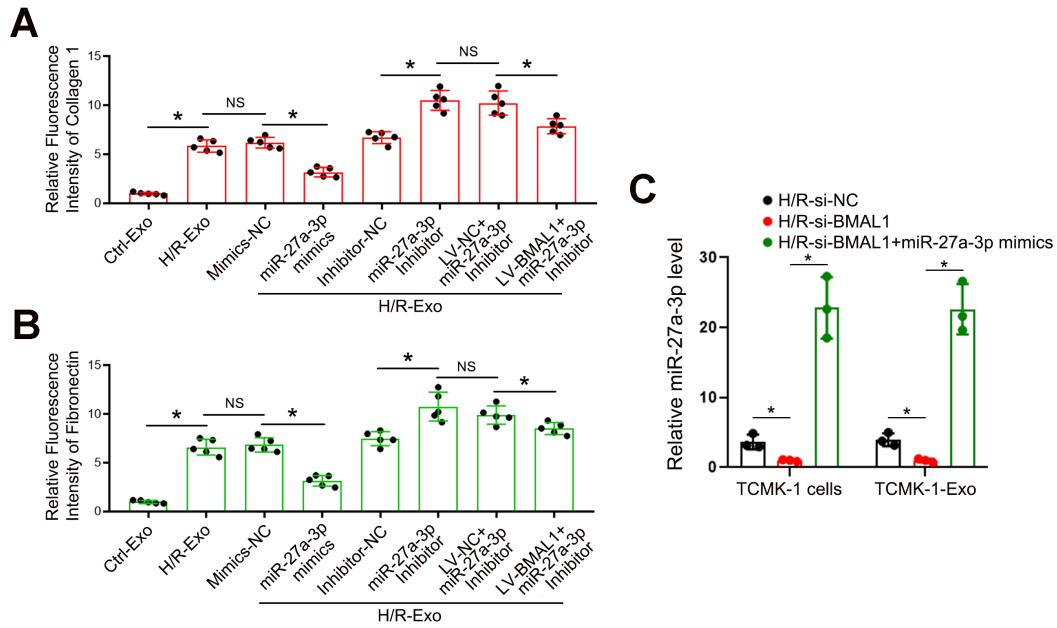 A
Relative Fluorescence
Intensity of Collagen 1
15
10
5
0
*
NS
*
*
NS
*
Ctrl-Exo
H/R-Exo
Mimics-NC
miR-27a-3p
mimics
Inhibitor-NC
miR-27a-3p
Inhibitor
LV-NC+
miR-27a-3p
Inhibitor
LV-BMAL1+
miR-27a-3p
Inhibitor
H/R-Exo
B
Relative Fluorescence
Intensity of Fibronectin
15
10
5
0
*
NS
*
*
NS
*
Ctrl-Exo
H/R-Exo
Mimics-NC
miR-27a-3p
mimics
Inhibitor-NC
miR-27a-3p
Inhibitor
LV-NC+
miR-27a-3p
Inhibitor
LV-BMAL1+
miR-27a-3p
Inhibitor
H/R-Exo
C
H/R-si-NC
H/R-si-BMAL1
H/R-si-BMAL1+miR-27a-3p mimics
Relative miR-27a-3p level
30
20
10
0
*
*
*
*
TCMK-1 cells
TCMK-1-Exo